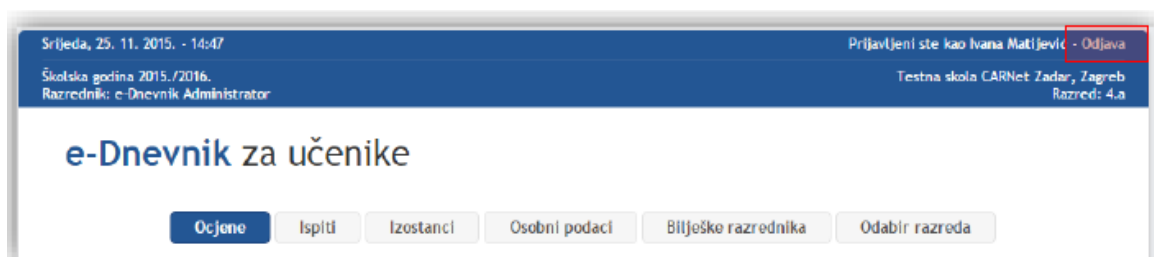 Srijeda, 25. 11. 2015. - 14:47 Prijavljeni ste kao Ivana Matijević - Odjava
Školska godina 2015./2016. Testna skola CARNet Zadar, Zagreb
Razrednik: e-Dnevnik Administrator Razred: 4.a
e-Dnevnik za učenike
Ocjene Ispiti Izostanci Osobni podaci Bilješke razrednika Odabir razreda